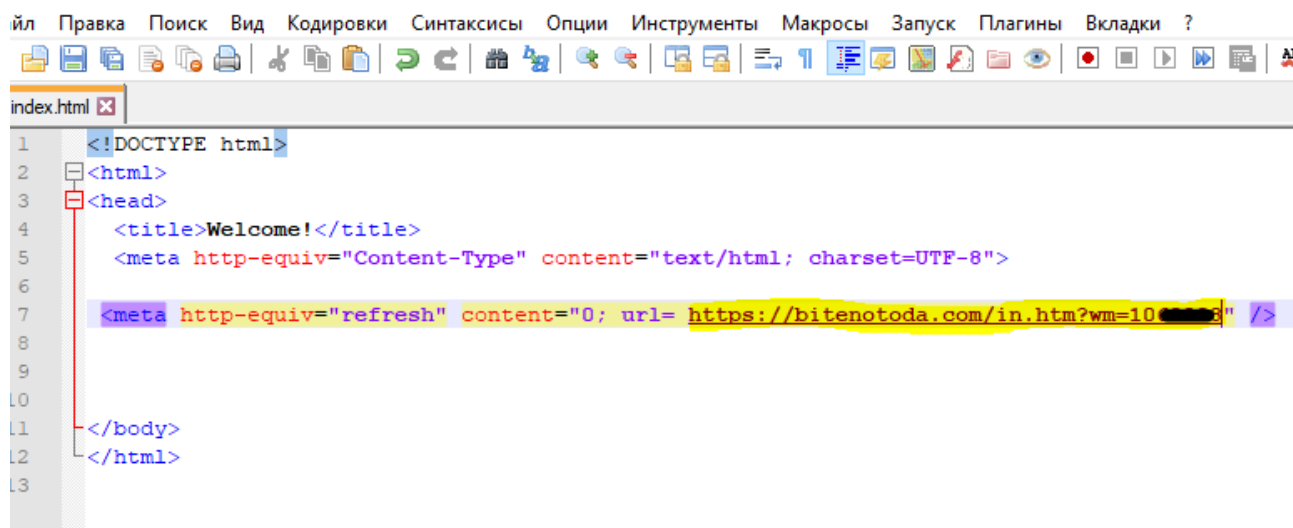 йл Правка Поиск Вид Кодировки Синтаксисы Опции Инструменты Макросы Запуск Плагины Вкладки ?
index.html
1 <!DOCTYPE html>
2 <html>
3 <head>
4 <title>Welcome!</title>
5 <meta http-equiv="Content-Type" content="text/html; charset=UTF-8">
6
7 <meta http-equiv="refresh" content="0; url= https://bitenotoda.com/in.htm?wm=10 8" />
8
9
10
11 </body>
12 </html>
13